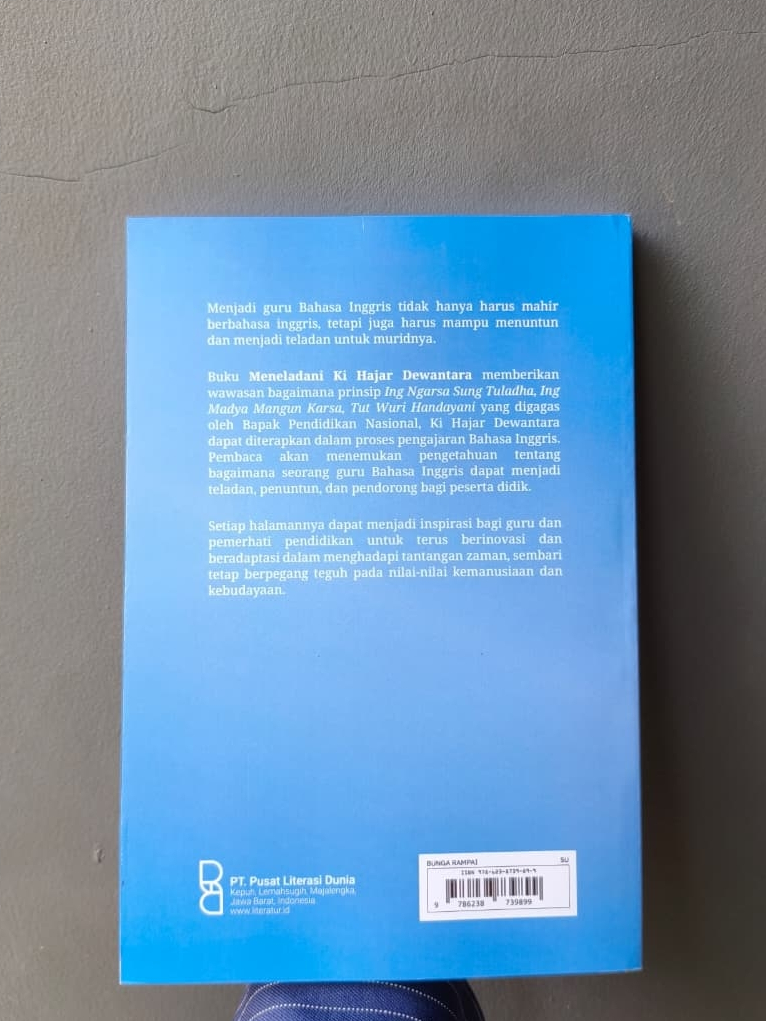 Menjadi guru Bahasa Inggris tidak hanya harus mahir
berbahasa inggris, tetapi juga harus mampu menuntun
dan menjadi teladan untuk muridnya.
Buku Meneladani Ki Hajar Dewantara memberikan
wawasan bagaimana prinsip Ing Ngarsa Sung Tuladha, Ing
Madya Mangun Karsa, Tut Wuri Handayani yang digagas
oleh Bapak Pendidikan Nasional, Ki Hajar Dewantara
dapat diterapkan dalam proses pengajaran Bahasa Inggris.
Pembaca akan menemukan pengetahuan tentang
bagaimana seorang guru Bahasa Inggris dapat menjadi
teladan, penuntun, dan pendorong bagi peserta didik.
Setiap halamannya dapat menjadi inspirasi bagi guru dan
pemerhati pendidikan untuk terus berinovasi dan
beradaptasi dalam menghadapi tantangan zaman, sembari
tetap berpegang teguh pada nilai-nilai kemanusiaan dan
kebudayaan.
PT. Pusat Literasi Dunia
Kepuh, Lemahsugih, Majalengka,
Jawa Barat, Indonesia
www.literatur.id
BUNGA RAMPAI SU
ISBN 978-623-8739-89-9
9 786238 739899